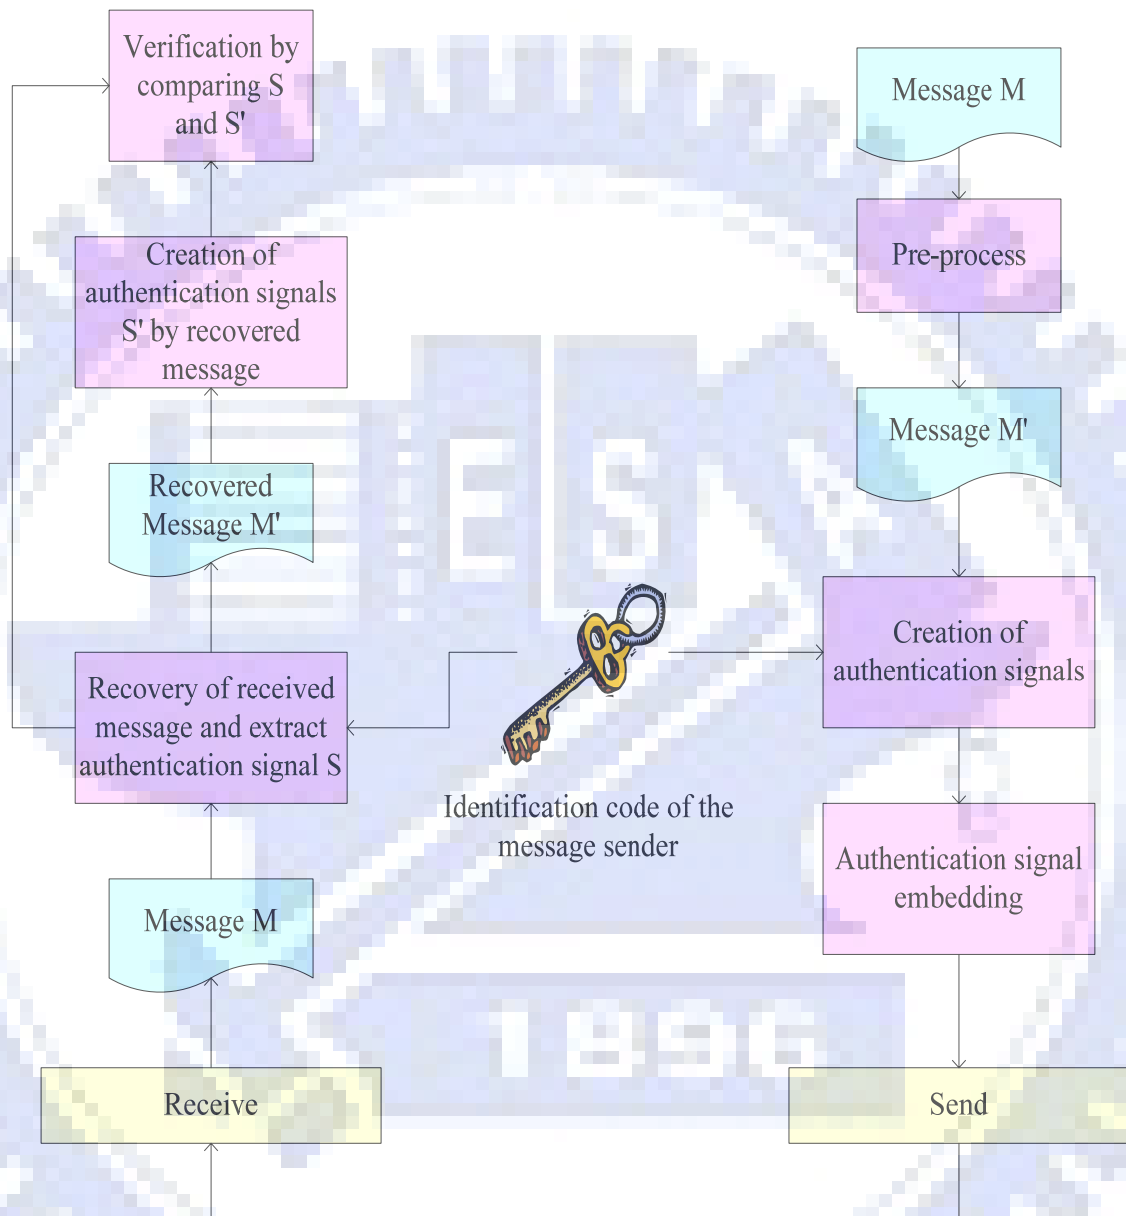 Verification by
comparing S
and S'
Creation of
authentication signals
S' by recovered
message
Recovered
Message M'
Recovery of received
message and extract
authentication signal S
Message M
Receive
Identification code of the
message sender
Message M
Pre-process
Message M'
Creation of
authentication signals
Authentication signal
embedding
Send
ES
1896